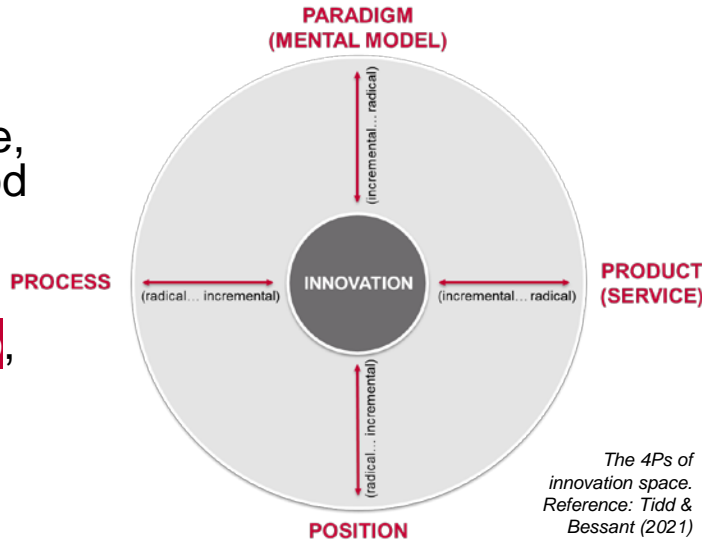 PARADIGM
(MENTAL MODEL)
(incremental... radical)
PROCESS
(radical... incremental)
INNOVATION
(incremental... radical)
PRODUCT
(SERVICE)
(radical... incremental)
POSITION
The 4Ps of
innovation space.
Reference: Tidd &
Bessant (2021)